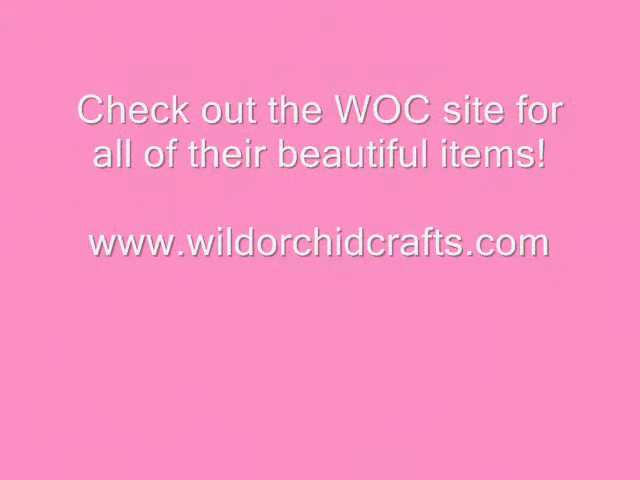 Check out the WOC site for
all of their beautiful items!
www.wildorchidcrafts.com